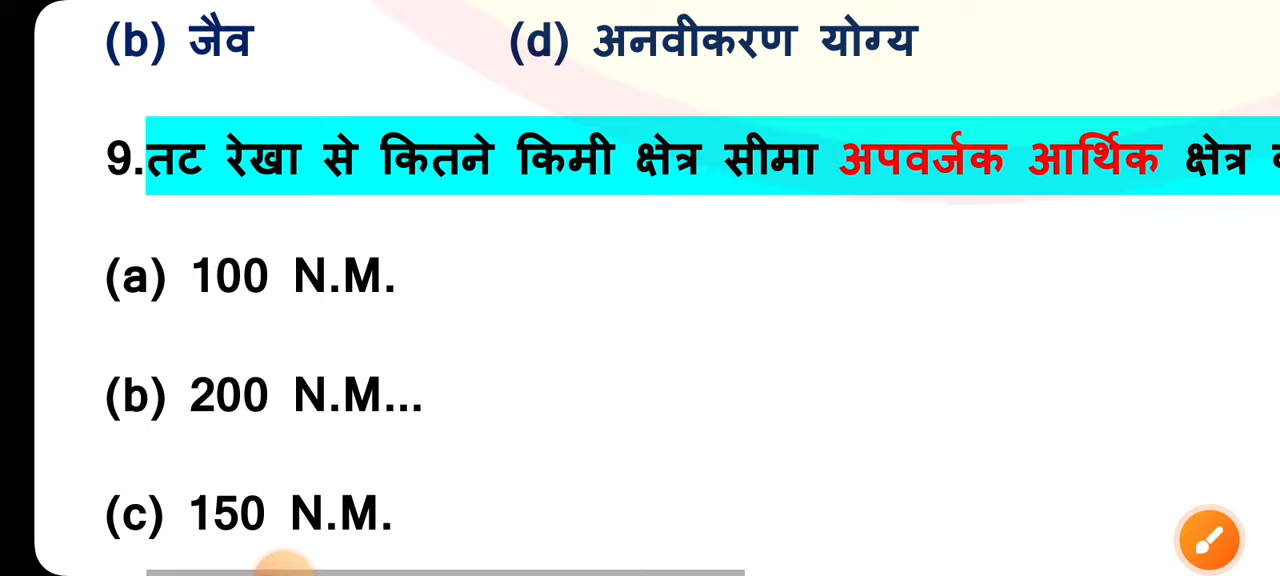 (b) जैव (d) अनवीकरण योग्य
9.तट रेखा से कितने किमी क्षेत्र सीमा अपवर्जक आर्थिक क्षेत्र
(a) 100 N.M.
(b) 200 N.M...
(c) 150 N.M.